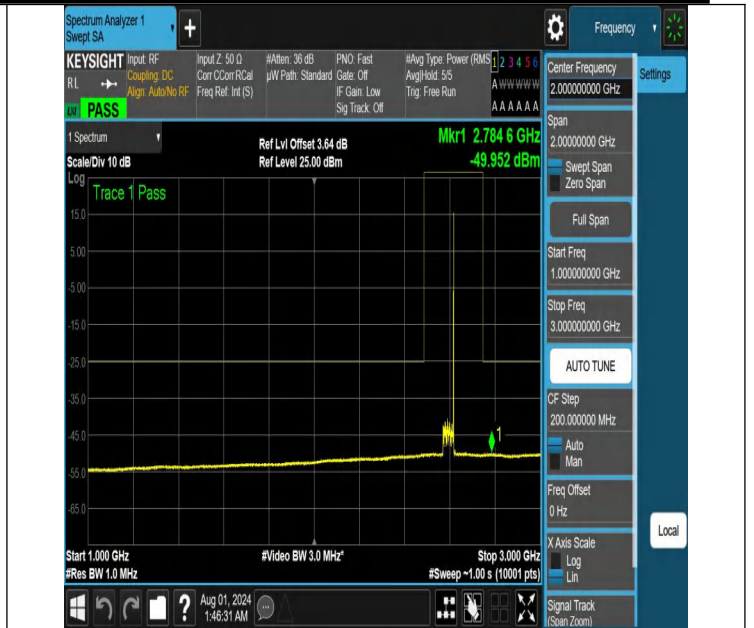 Spectrum Analyzer 1
Swept SA
+
Frequency
KEYSIGHT
RL
LXI
PASS
Input: RF
Coupling: DC
Align: Auto/No RF
Input Z: 50 Ω
Corr CCorr RCal
Freq Ref: Int (S)
#Atten: 36 dB
µW Path: Standard
PNO: Fast
Gate: Off
IF Gain: Low
Sig Track: Off
#Avg Type: Power (RMS
Avg|Hold: 5/5
Trig: Free Run
1 2 3 4 5 6
A W W W W W
A A A A A A
1 Spectrum
Scale/Div 10 dB
Ref Lvl Offset 3.64 dB
Ref Level 25.00 dBm
Mkr1 2.784 6 GHz
-49.952 dBm
Log
Trace 1 Pass
15.0
5.00
-5.00
-15.0
-25.0
-35.0
-45.0
-55.0
-65.0
1
Start 1.000 GHz
#Res BW 1.0 MHz
#Video BW 3.0 MHz*
Stop 3.000 GHz
#Sweep ~1.00 s (10001 pts)
?
Aug 01, 2024
1:46:31 AM
Center Frequency
2.000000000 GHz
Settings
Span
2.00000000 GHz
Swept Span
Zero Span
Full Span
Start Freq
1.000000000 GHz
Stop Freq
3.000000000 GHz
AUTO TUNE
CF Step
200.000000 MHz
Auto
Man
Freq Offset
0 Hz
Local
X Axis Scale
Log
Lin
Signal Track
(Span Zoom)